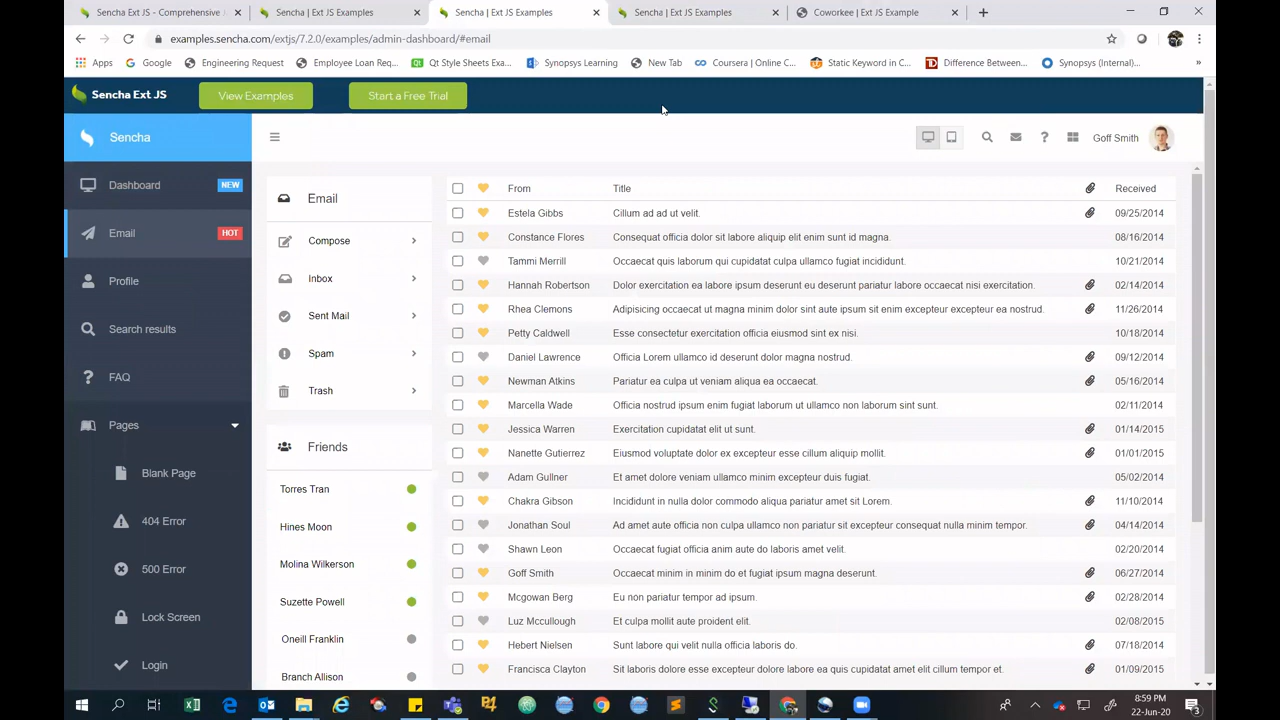 Sencha Ext JS - Comprehensive
Sencha | Ext JS Examples
Sencha | Ext JS Examples
Sencha | Ext JS Examples
Coworkee | Ext JS Example
examples.sencha.com/extjs/7.2.0/examples/admin-dashboard/#email
Apps
Google
Engineering Request
Employee Loan Req...
Qt Style Sheets Exa...
Synopsys Learning
New Tab
Coursera | Online C...
Static Keyword in C...
Difference Between...
Synopsys (Internal)...
»
Sencha Ext JS
View Examples
Start a Free Trial
Sencha
Goff Smith
Dashboard NEW
Email HOT
Profile
Search results
FAQ
Pages
Blank Page
404 Error
500 Error
Lock Screen
Login
Email
Compose
Inbox
Sent Mail
Spam
Trash
Friends
Torres Tran
Hines Moon
Molina Wilkerson
Suzette Powell
Oneill Franklin
Branch Allison
From Title Received
Estela Gibbs Cillum ad ad ut velit. 09/25/2014
Constance Flores Consequat officia dolor sit labore aliquip elit enim sunt id magna. 08/16/2014
Tammi Merrill Occaecat quis laborum qui cupidatat culpa ullamco fugiat incididunt. 10/21/2014
Hannah Robertson Dolor exercitation ea labore ipsum deserunt eu deserunt pariatur labore occaecat nisi exercitation. 02/14/2014
Rhea Clemons Adipisicing occaecat ut magna minim dolor sint aute ipsum sit enim excepteur excepteur ea nostrud. 11/26/2014
Petty Caldwell Esse consectetur exercitation officia eiusmod sint ex nisi. 10/18/2014
Daniel Lawrence Officia Lorem ullamco id deserunt dolor magna nostrud. 09/12/2014
Newman Atkins Pariatur ea culpa ut veniam aliqua ea occaecat. 05/16/2014
Marcella Wade Officia nostrud ipsum enim fugiat laborum ut ullamco non laborum sint sunt. 02/11/2014
Jessica Warren Exercitation cupidatat elit ut sunt. 01/14/2015
Nanette Gutierrez Eiusmod voluptate dolor ex excepteur esse cillum aliquip mollit. 01/01/2015
Adam Gullner Et amet veniam dolore ullamco minim excepteur duis fugiat. 05/02/2014
Chakra Gibson Incididunt in nulla dolor commodo aliqua pariatur amet sit Lorem. 11/10/2014
Jonathan Soul Ad amet aute officia non culpa ullamco non pariatur sit excepteur consequat nulla minim tempor. 04/14/2014
Shawn Leon Occaecat fugiat officia anim aute do laboris amet velit. 02/20/2014
Goff Smith Occaecat minim in minim do et fugiat ipsum magna deserunt. 06/27/2014
Mcgowan Berg Eu non pariatur tempor ad ipsum. 02/28/2014
Luz Mccullough Et culpa mollit aute proident elit. 02/08/2015
Hebert Nielsen Sunt labore qui velit nulla officia laboris do. 07/18/2014
Francisca Clayton Sit laboris dolore esse excepteur dolore labore ea quis cupidatat amet elit cillum tempor et. 01/09/2015
8:59 PM
22-Jun-20
3